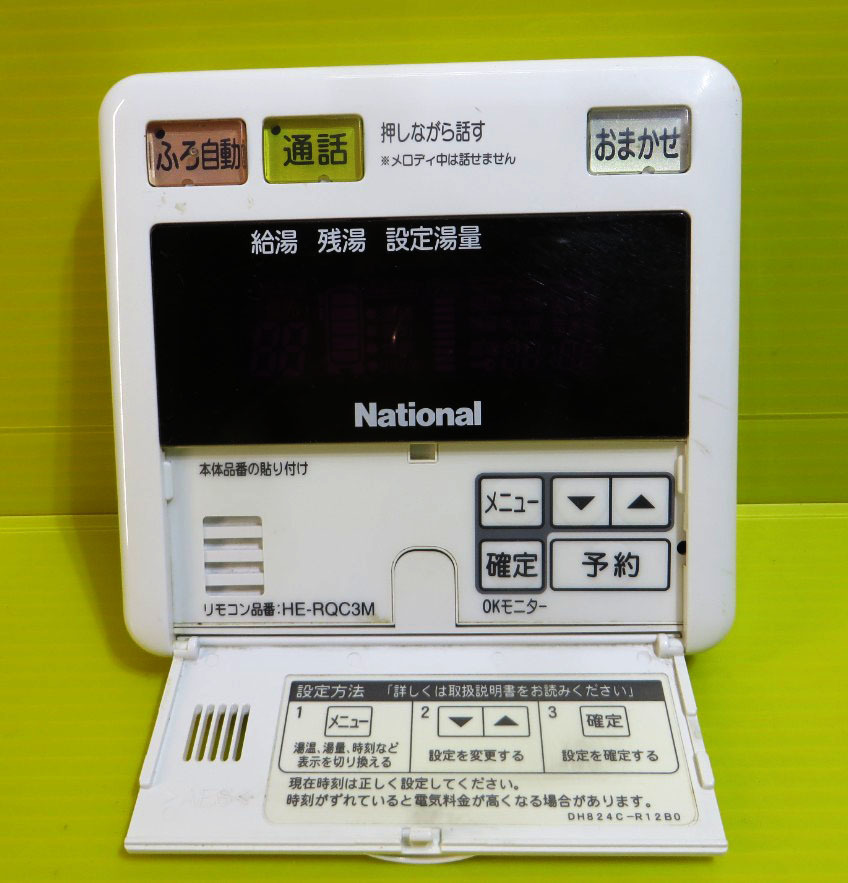 ふろ自動 通話 押しながら話す おまかせ
※メロディ中は話せません
給湯 残湯 設定湯量
National
本体品番の貼り付け
メニュー ▼ ▲
確定 予約
リモコン品番:HE-RQC3M OKモニター
設定方法 「詳しくは取扱説明書をお読みください」
1 メニュー 2 ▼ ▲ 3 確定
湯温、湯量、時刻など
表示を切り換える
設定を変更する
設定を確定する
現在時刻は正しく設定してください。
時刻がずれていると電気料金が高くなる場合があります。
DH824C-R12B0